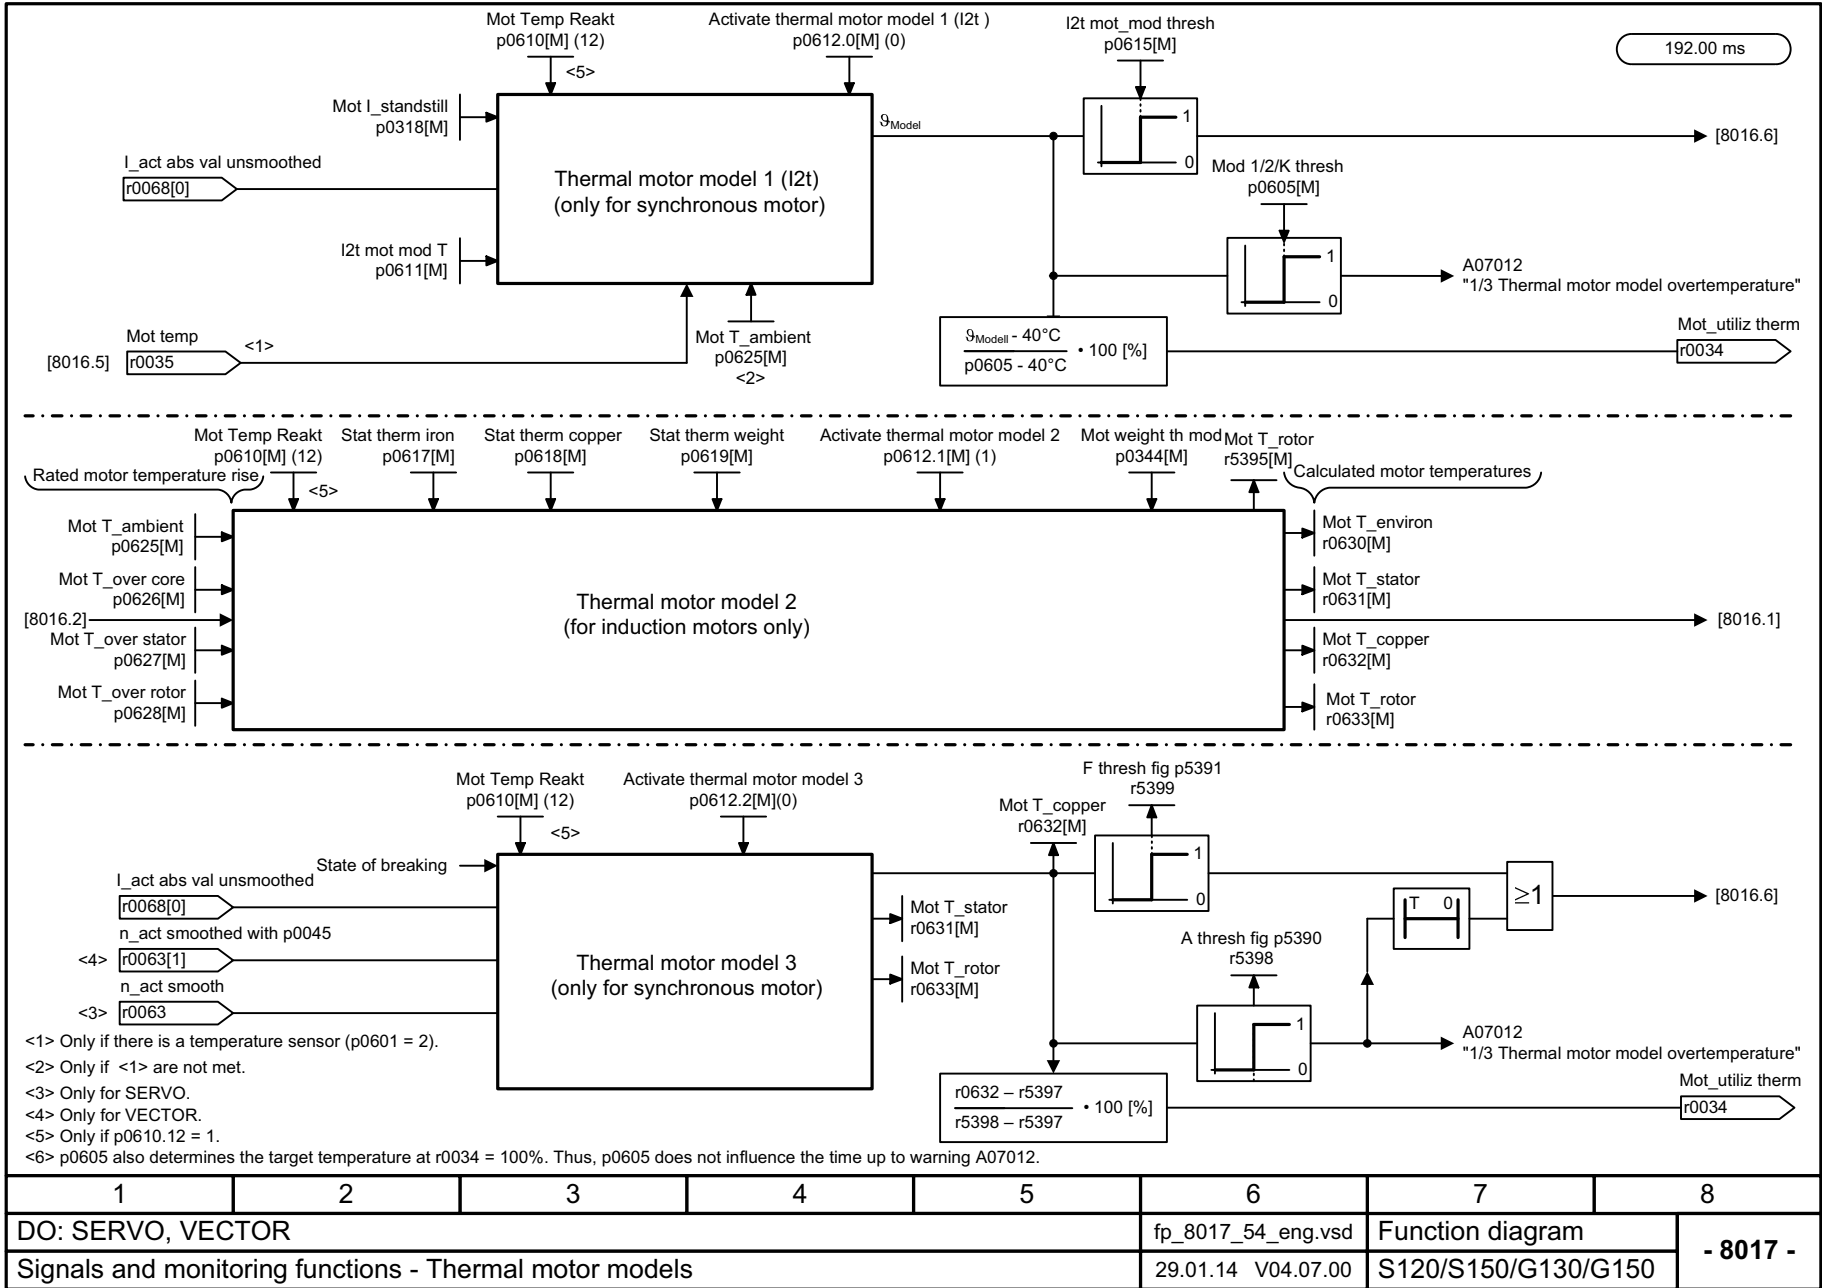 Mot Temp Reakt
p0610[M] (12)
<5>
Activate thermal motor model 1 (I2t )
p0612.0[M] (0)
I2t mot_mod thresh
p0615[M]
192.00 ms
Mot I_standstill
p0318[M]
I_act abs val unsmoothed
r0068[0]
I2t mot mod T
p0611[M]
Thermal motor model 1 (I2t)
(only for synchronous motor)
ϑModel
1
0
[8016.6]
Mod 1/2/K thresh
p0605[M]
1
0
A07012
"1/3 Thermal motor model overtemperature"
[8016.5]
Mot temp
r0035
<1>
Mot T_ambient
p0625[M]
<2>
ϑModell - 40°C
p0605 - 40°C
• 100 [%]
Mot_utiliz therm
r0034
Mot Temp Reakt
p0610[M] (12)
<5>
Stat therm iron
p0617[M]
Stat therm copper
p0618[M]
Stat therm weight
p0619[M]
Activate thermal motor model 2
p0612.1[M] (1)
Mot weight th mod
p0344[M]
Mot T_rotor
r5395[M]
Rated motor temperature rise
Calculated motor temperatures
Mot T_ambient
p0625[M]
Mot T_over core
p0626[M]
[8016.2]
Mot T_over stator
p0627[M]
Mot T_over rotor
p0628[M]
Thermal motor model 2
(for induction motors only)
Mot T_environ
r0630[M]
Mot T_stator
r0631[M]
[8016.1]
Mot T_copper
r0632[M]
Mot T_rotor
r0633[M]
Mot Temp Reakt
p0610[M] (12)
<5>
Activate thermal motor model 3
p0612.2[M](0)
State of breaking
I_act abs val unsmoothed
r0068[0]
n_act smoothed with p0045
<4> r0063[1]
n_act smooth
<3> r0063
Thermal motor model 3
(only for synchronous motor)
Mot T_stator
r0631[M]
Mot T_rotor
r0633[M]
Mot T_copper
r0632[M]
F thresh fig p5391
r5399
1
0
A thresh fig p5390
r5398
1
0
T 0
≥1
[8016.6]
A07012
"1/3 Thermal motor model overtemperature"
r0632 – r5397
r5398 – r5397
• 100 [%]
Mot_utiliz therm
r0034
<1> Only if there is a temperature sensor (p0601 = 2).
<2> Only if <1> are not met.
<3> Only for SERVO.
<4> Only for VECTOR.
<5> Only if p0610.12 = 1.
<6> p0605 also determines the target temperature at r0034 = 100%. Thus, p0605 does not influence the time up to warning A07012.
1 2 3 4 5 6 7 8
DO: SERVO, VECTOR
fp_8017_54_eng.vsd
Function diagram
- 8017 -
Signals and monitoring functions - Thermal motor models
29.01.14 V04.07.00
S120/S150/G130/G150